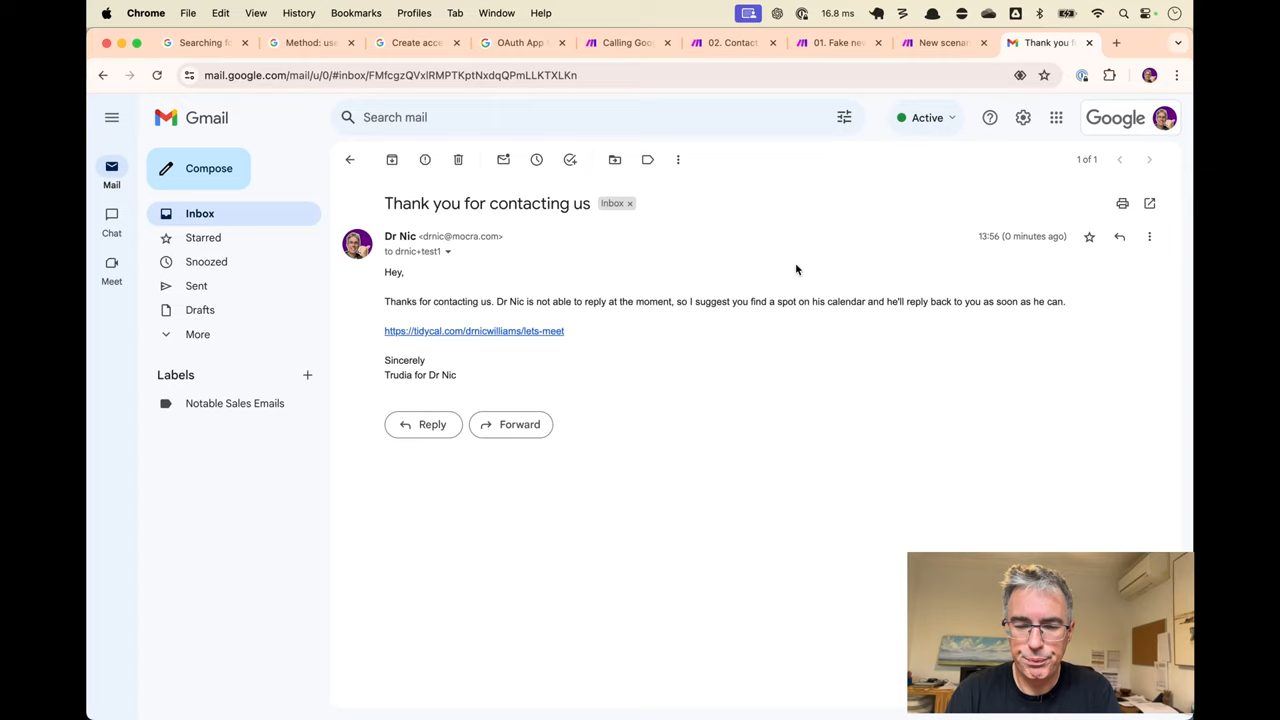 Chrome File Edit View History Bookmarks Profiles Tab Window Help 16.8 ms
Searching fo Method: use Create acce OAuth App Calling Goo 02. Contact 01. Fake ne New scenar Thank you f
mail.google.com/mail/u/0/#inbox/FMfcgzQVxlRMPTKptNxdqQPmLLKTXLKn
Gmail
Search mail
Active
Google
Mail
Chat
Meet
Compose
Inbox
Starred
Snoozed
Sent
Drafts
More
Labels
Notable Sales Emails
1 of 1
Thank you for contacting us Inbox x
Dr Nic <drnic@mocra.com> 13:56 (0 minutes ago)
to drnic+test1
Hey,
Thanks for contacting us. Dr Nic is not able to reply at the moment, so I suggest you find a spot on his calendar and he'll reply back to you as soon as he can.
https://tidycal.com/drnicwilliams/lets-meet
Sincerely
Trudia for Dr Nic
Reply Forward